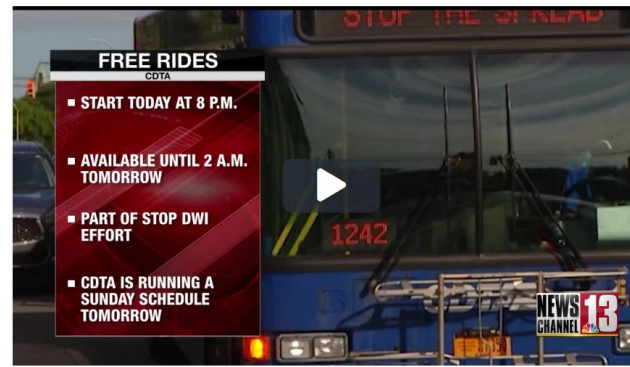 STOP THE SPREAD
FREE RIDES
CDTA
START TODAY AT 8 P.M.
AVAILABLE UNTIL 2 A.M.
TOMORROW
PART OF STOP DWI
EFFORT
CDTA IS RUNNING A
SUNDAY SCHEDULE
TOMORROW
1242
NEWS
CHANNEL 13